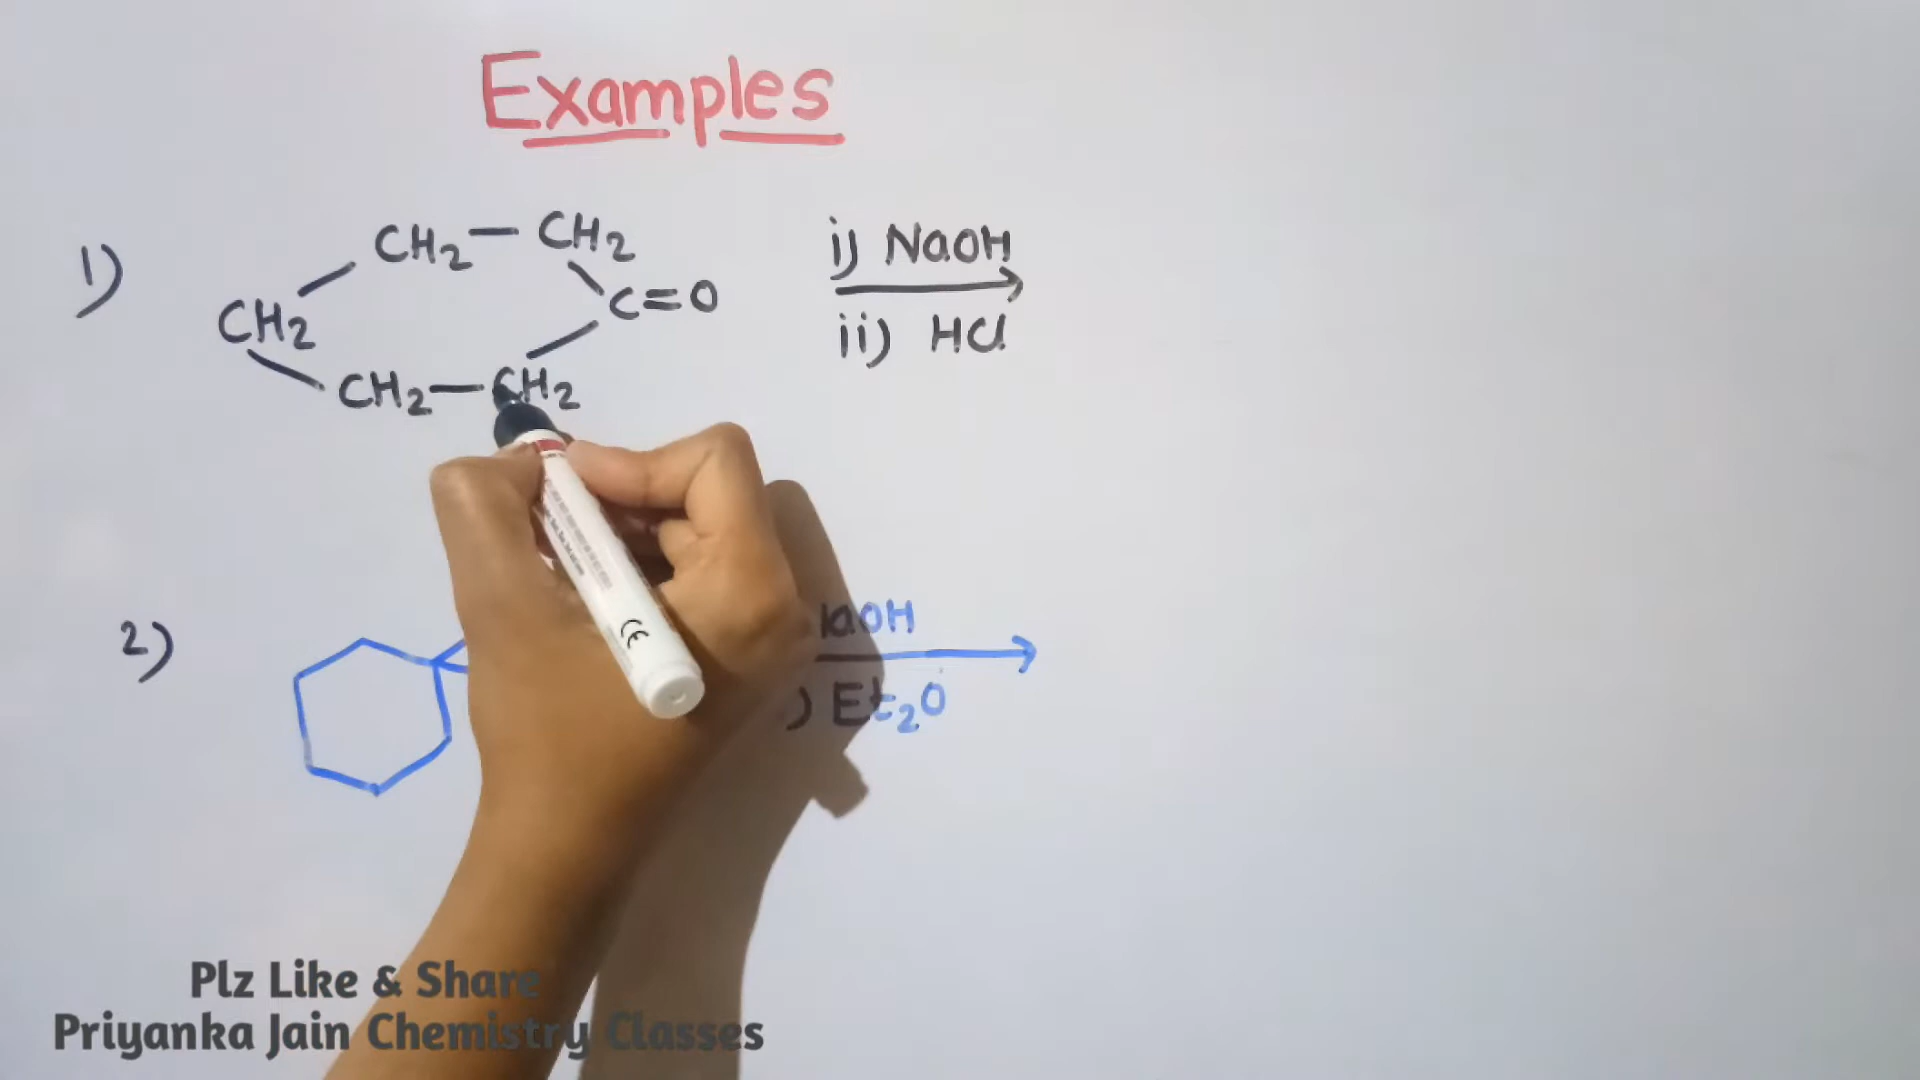 Examples
1)
CH2 — CH2
CH2
C=O
CH2 — CH2
i) NaOH
ii) HCl
2)
) Et2O
Plz Like & Share
Priyanka Jain Chemistry Classes
CE